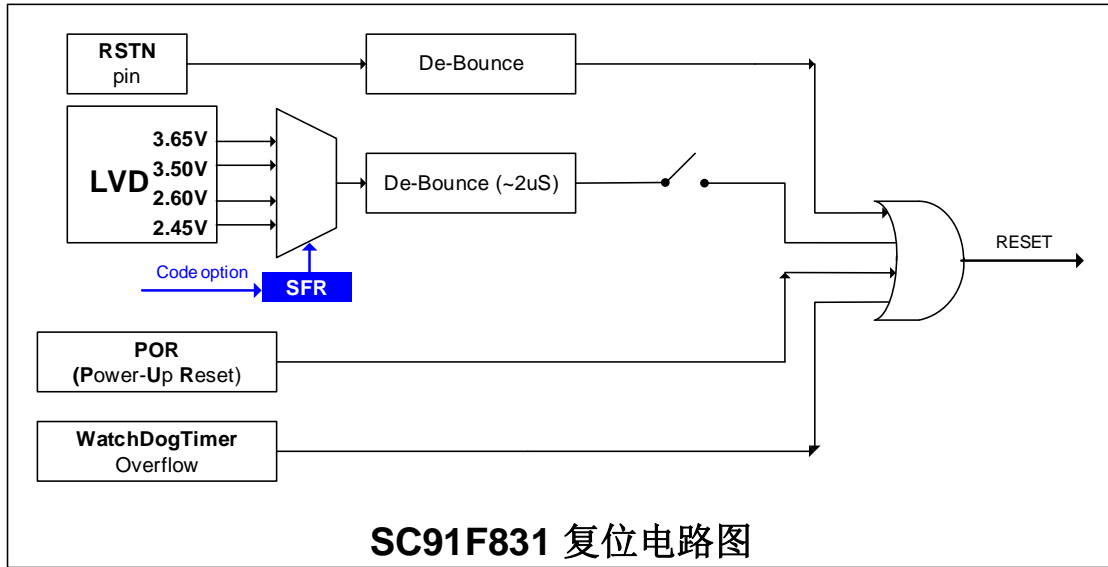 RSTN
pin
De-Bounce
LVD
3.65V
3.50V
2.60V
2.45V
De-Bounce (~2uS)
Code option
SFR
RESET
POR
(Power-Up Reset)
WatchDogTimer
Overflow
SC91F831 复位电路图